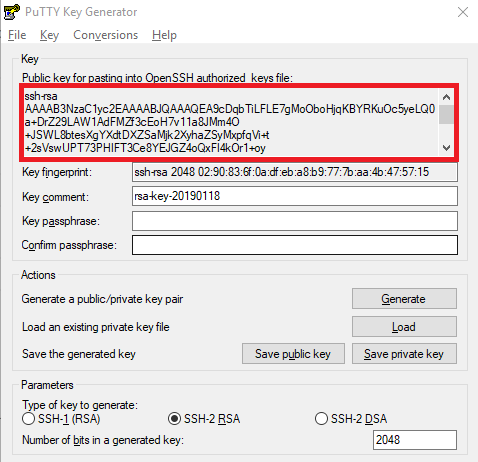 PuTTY Key Generator
File Key Conversions Help
Key
Public key for pasting into OpenSSH authorized_keys file:
ssh-rsa
AAAAB3NzaC1yc2EAAAABJQAAAQEA9cDqbTiLFLE7gMoOboHjqKBYRKuOc5yeLQ0
a+DrZ29LAW1AdFMZf3cEoH7v11a8JMm4O
+JSWL8btesXgYXdtDXZSaMjk2XyhaZSyMxpfqVi+t
+2sVswUPT73PHIFT3Ce8YEJGZ4oQxFI4kOr1+oy
Key fingerprint: ssh-rsa 2048 02:90:83:6f:0a:df:eb:a8:b9:77:7b:aa:4b:47:57:15
Key comment: rsa-key-20190118
Key passphrase:
Confirm passphrase:
Actions
Generate a public/private key pair Generate
Load an existing private key file Load
Save the generated key Save public key Save private key
Parameters
Type of key to generate:
SSH-1 (RSA) SSH-2 RSA SSH-2 DSA
Number of bits in a generated key: 2048